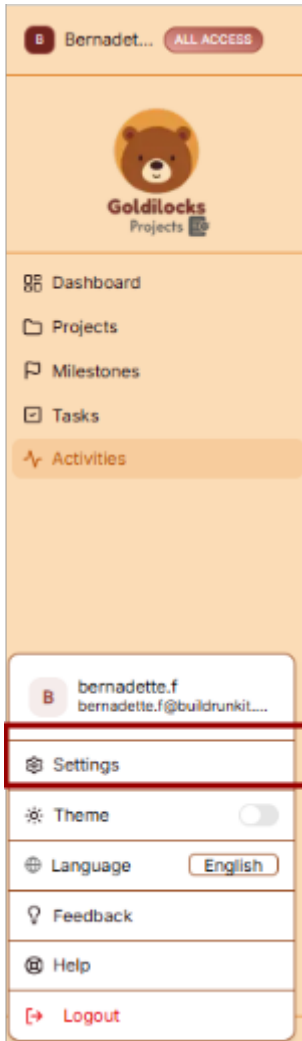 B Bernadet... ALL ACCESS
Goldilocks
Projects
Dashboard
Projects
Milestones
Tasks
Activities
B bernadette.f
bernadette.f@buildrunkit....
Settings
Theme
Language English
Feedback
Help
Logout